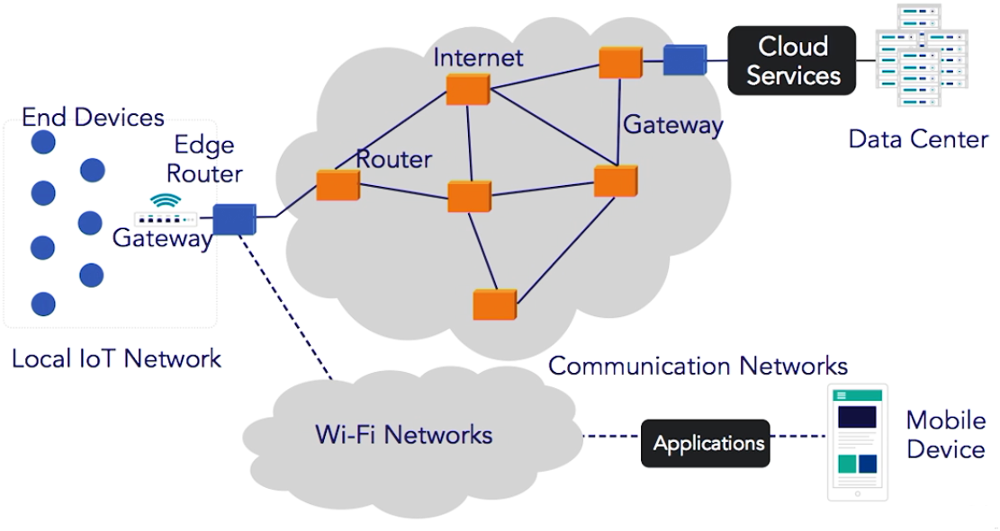 Internet
Cloud
Services
End Devices
Edge
Router
Router
Gateway
Data Center
Gateway
Local IoT Network
Communication Networks
Wi-Fi Networks
Applications
Mobile
Device